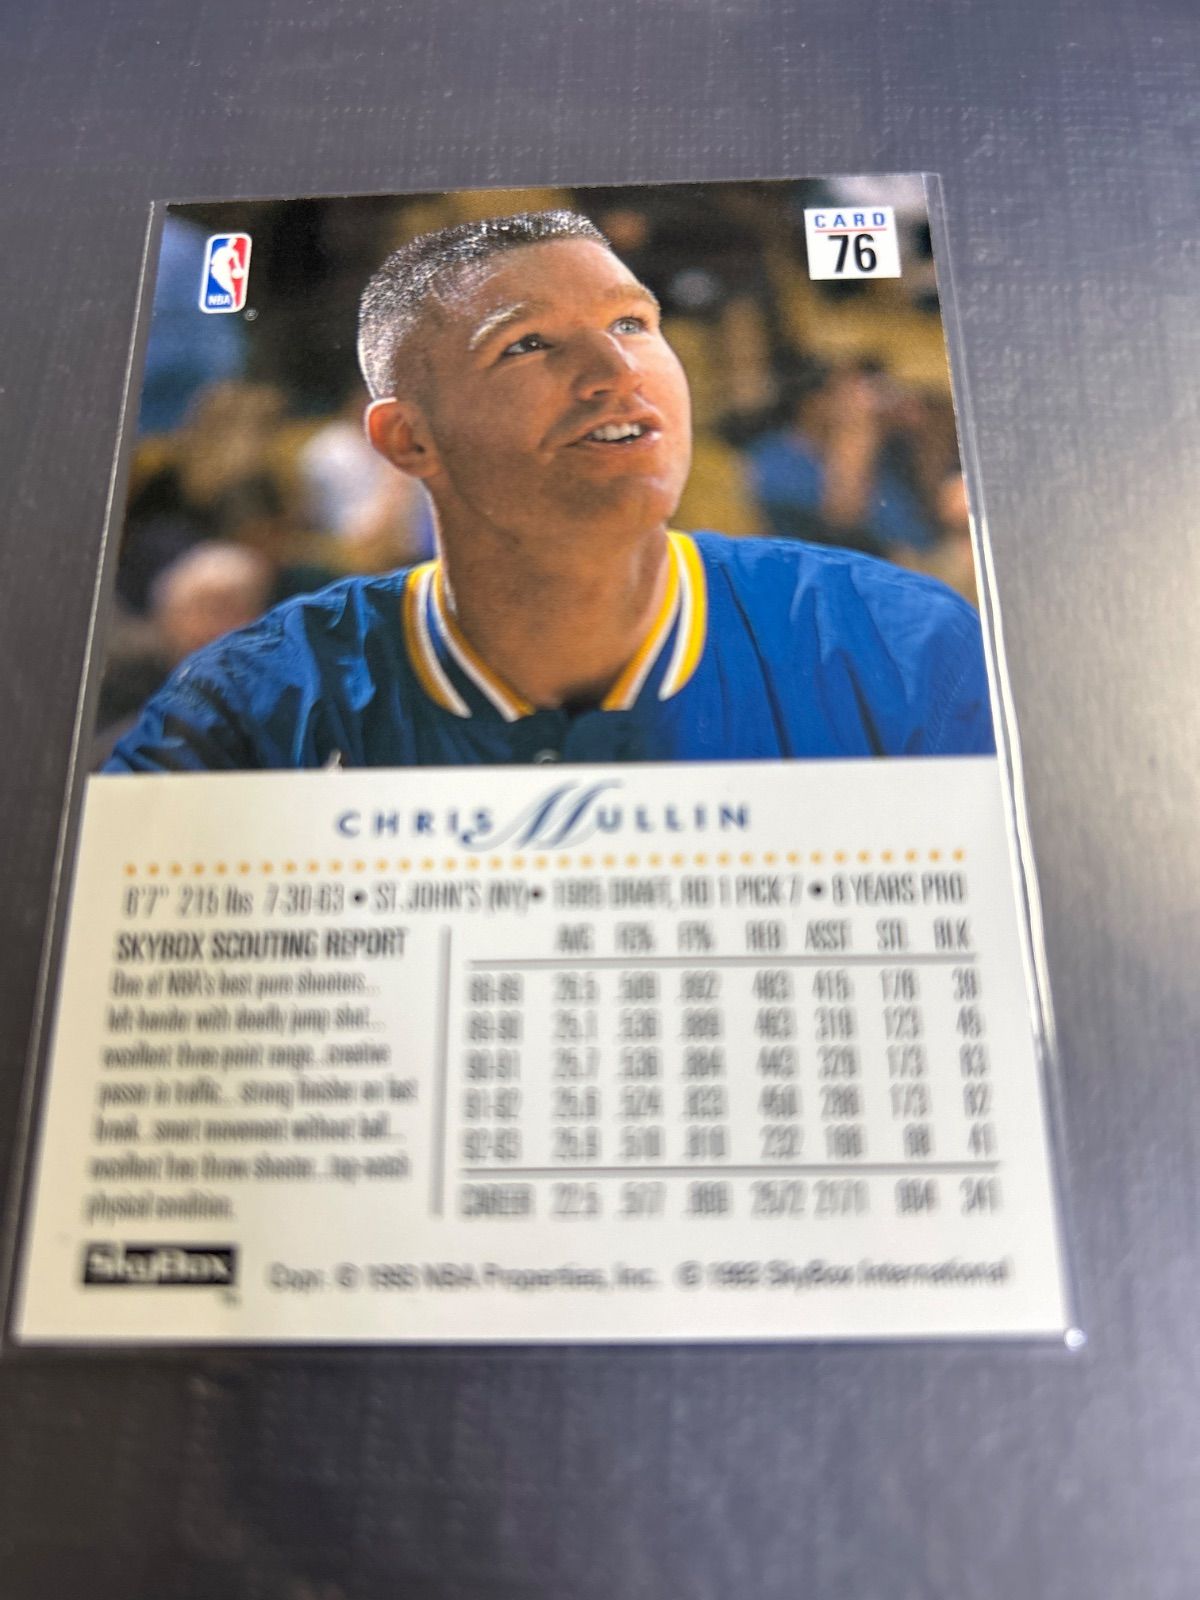 NBA
CARD
76
CHRIS MULLIN
6'7" 215 lbs 7-30-63 • ST. JOHN'S (NY) • 1985 DRAFT, RD 1 PICK 7 • 8 YEARS PRO
SKYBOX SCOUTING REPORT
AVG FG% FT% REB ASST STL BLK
One of NBA's best pure shooters...
left-hander with deadly jump shot...
excellent three point range...creative
passer in traffic... strong finisher on fast
break...smart movement without ball...
excellent free throw shooter...top-notch
physical condition.
88-89 26.5 .509 .892 483 415 176 39
89-90 25.1 .536 .889 463 319 123 45
90-91 25.7 .536 .884 443 329 173 63
91-92 25.6 .524 .833 450 286 173 62
92-93 25.9 .510 .810 232 166 68 41
CAREER 22.5 .517
SkyBox
Copr. © 1993 NBA Properties, Inc. © 1993 SkyBox International